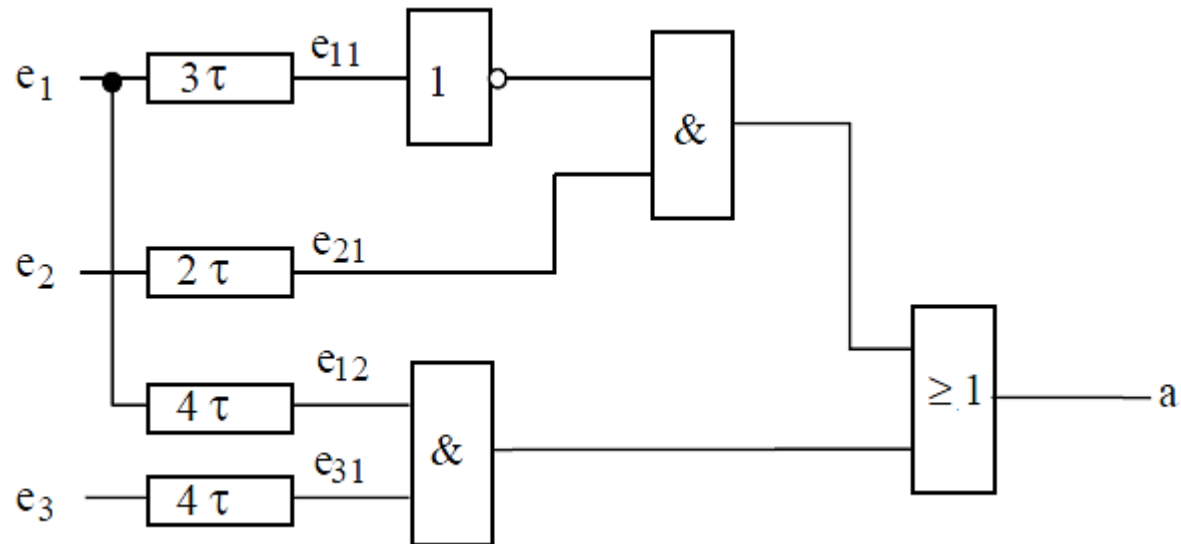 e₁ 3 τ e₁₁ 1
&
e₂ 2 τ e₂₁
≥ 1 a
4 τ e₁₂
&
e₃ 4 τ e₃₁